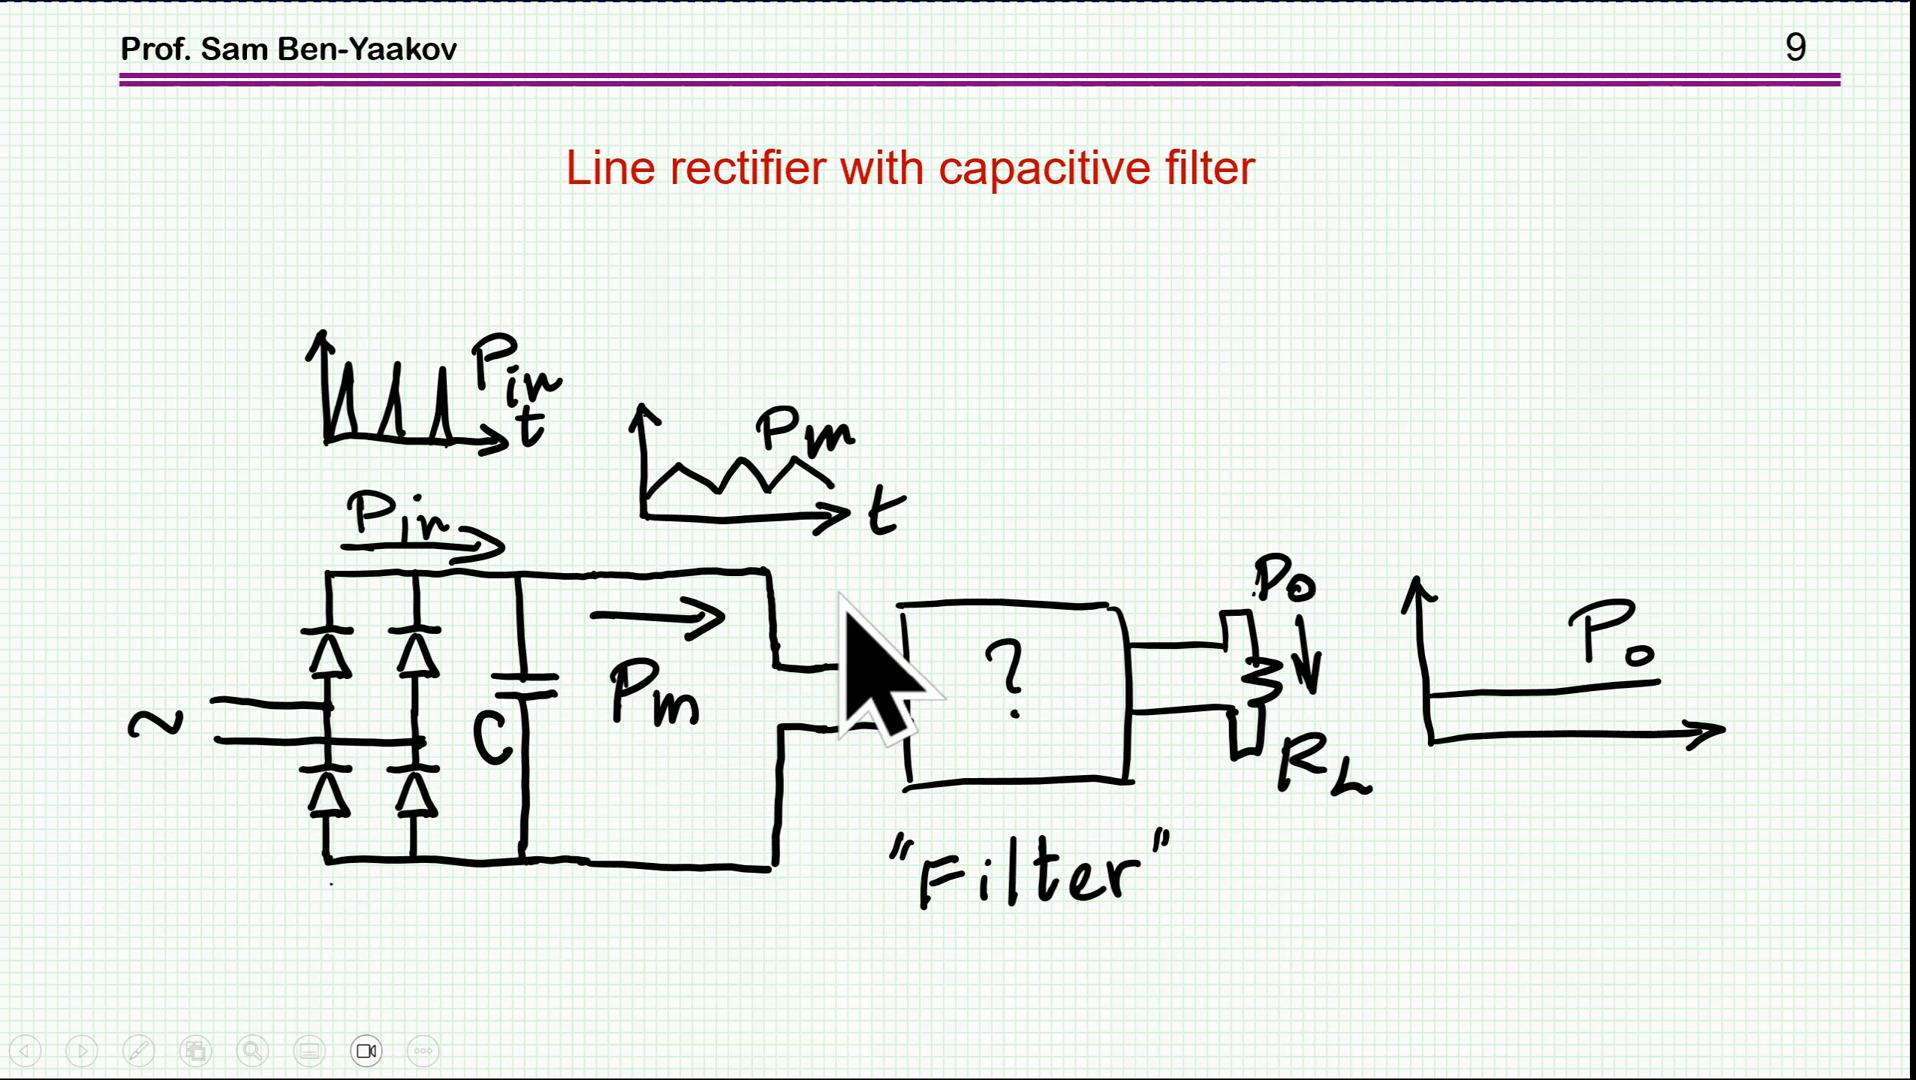 Prof. Sam Ben-Yaakov
9
Line rectifier with capacitive filter
Pin
t
Pm
t
Pin
Po
Po
?
~
Pm
C
RL
"Filter"